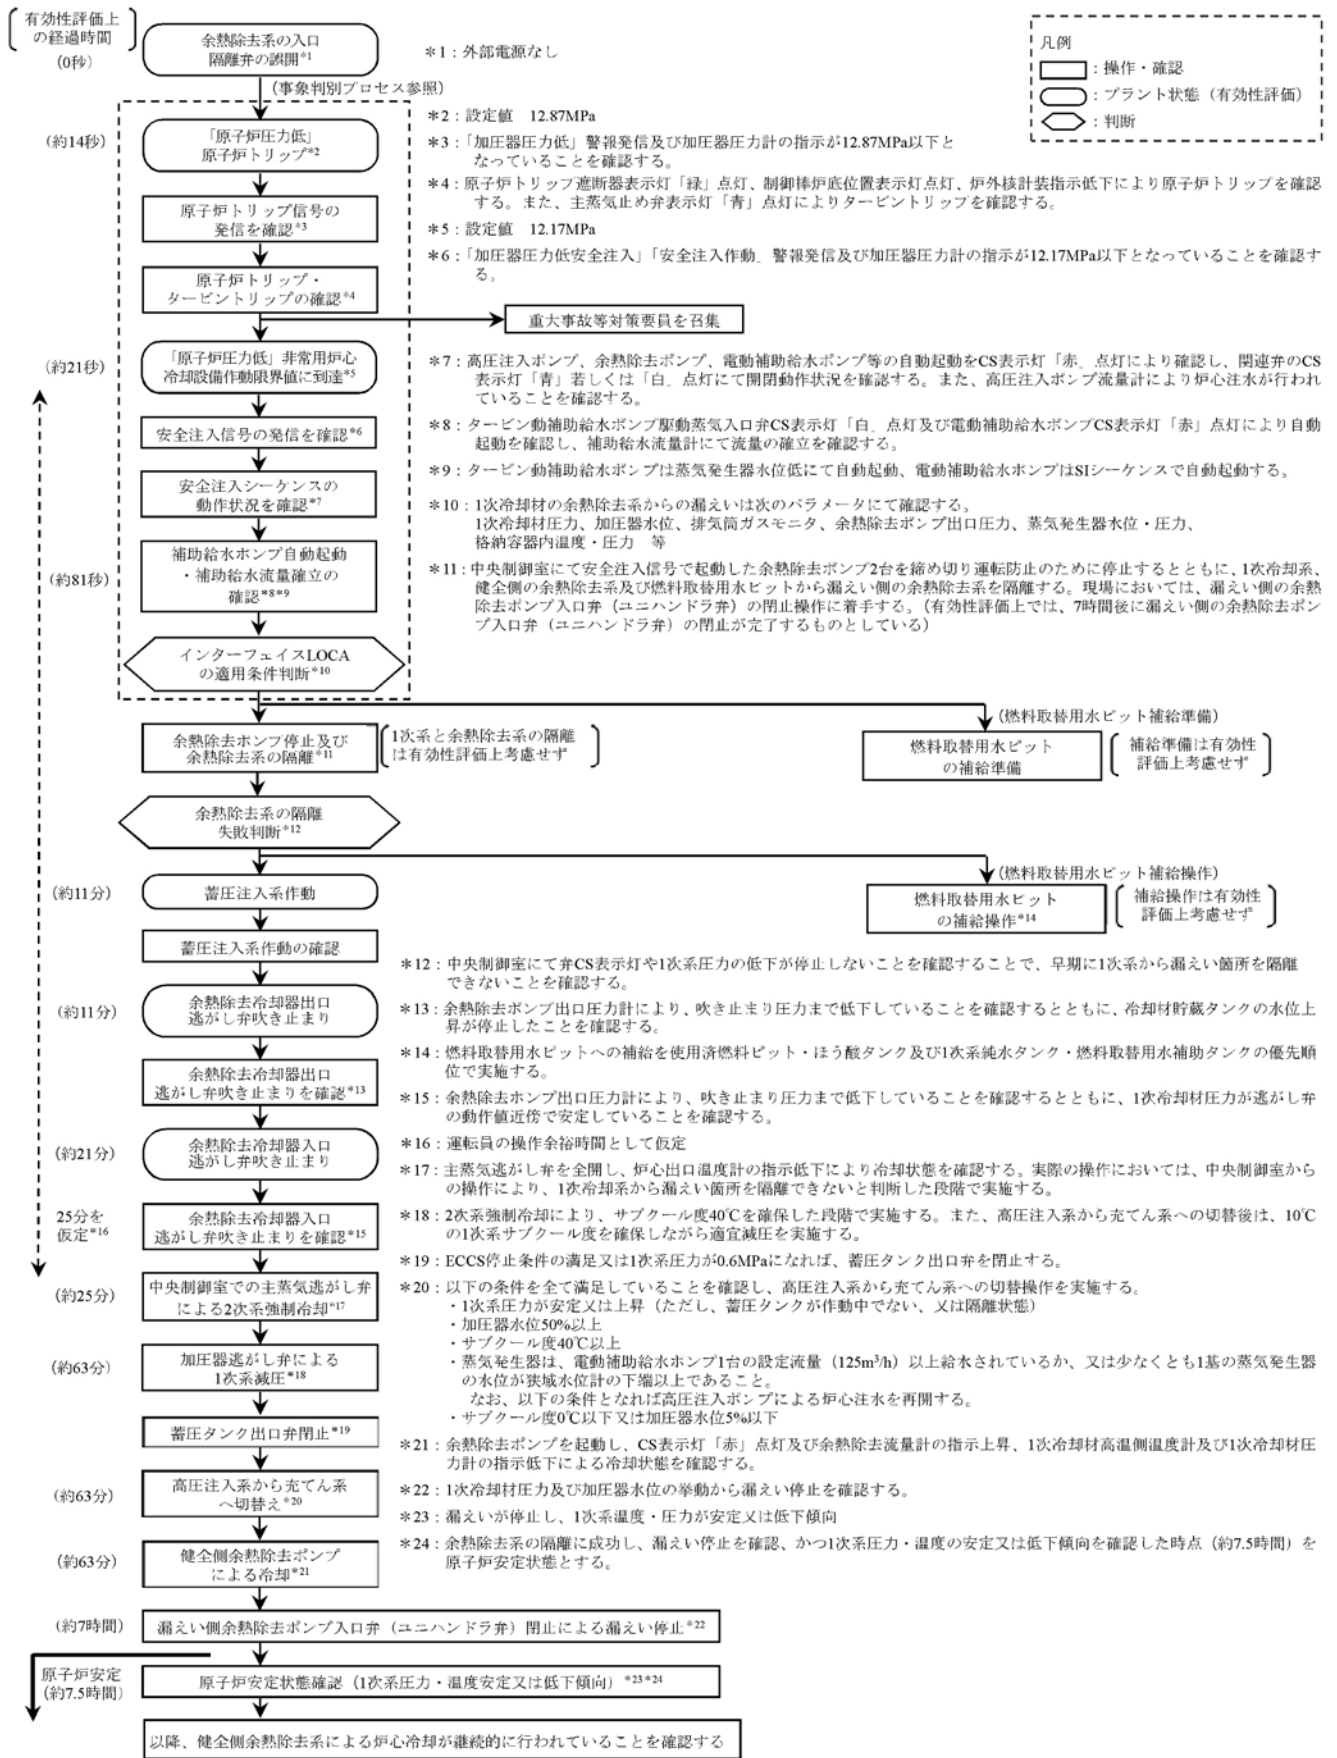 有効性評価上
の経過時間
(0秒)
余熱除去系の入口
隔離弁の誤開*1
*1:外部電源なし
凡例
:操作・確認
:プラント状態(有効性評価)
:判断
(事象判別プロセス参照)
(約14秒)
「原子炉圧力低」
原子炉トリップ*2
原子炉トリップ信号の
発信を確認*3
原子炉トリップ・
タービントリップの確認*4
重大事故等対策要員を召集
*2:設定値 12.87MPa
*3:「加圧器圧力低」警報発信及び加圧器圧力計の指示が12.87MPa以下と
なっていることを確認する。
*4:原子炉トリップ遮断器表示灯「緑」点灯、制御棒炉底位置表示灯点灯、炉外核計装指示低下により原子炉トリップを確認
する。また、主蒸気止め弁表示灯「青」点灯によりタービントリップを確認する。
*5:設定値 12.17MPa
*6:「加圧器圧力低安全注入」「安全注入作動」警報発信及び加圧器圧力計の指示が12.17MPa以下となっていることを確認す
る。
(約21秒)
「原子炉圧力低」非常用炉心
冷却設備作動限界値に到達*5
安全注入信号の発信を確認*6
安全注入シーケンスの
動作状況を確認*7
(約81秒)
補助給水ポンプ自動起動
・補助給水流量確立の
確認*8*9
インターフェイスLOCA
の適用条件判断*10
*7:高圧注入ポンプ、余熱除去ポンプ、電動補助給水ポンプ等の自動起動をCS表示灯「赤」点灯により確認し、関連弁のCS
表示灯「青」若しくは「白」点灯にて開閉動作状況を確認する。また、高圧注入ポンプ流量計により炉心注水が行われ
ていることを確認する。
*8:タービン動補助給水ポンプ駆動蒸気入口弁CS表示灯「白」点灯及び電動補助給水ポンプCS表示灯「赤」点灯により自動
起動を確認し、補助給水流量計にて流量の確立を確認する。
*9:タービン動補助給水ポンプは蒸気発生器水位低にて自動起動、電動補助給水ポンプはSIシーケンスで自動起動する。
*10:1次冷却材の余熱除去系からの漏えいは次のパラメータにて確認する。
1次冷却材圧力、加圧器水位、排気筒ガスモニタ、余熱除去ポンプ出口圧力、蒸気発生器水位・圧力、
格納容器内温度・圧力 等
*11:中央制御室にて安全注入信号で起動した余熱除去ポンプ2台を締め切り運転防止のために停止するとともに、1次冷却系、
健全側の余熱除去系及び燃料取替用水ピットから漏えい側の余熱除去系を隔離する。現場においては、漏えい側の余熱
除去ポンプ入口弁(ユニハンドラ弁)の閉止操作に着手する。(有効性評価上では、7時間後に漏えい側の余熱除去ポン
プ入口弁(ユニハンドラ弁)の閉止が完了するものとしている)
余熱除去ポンプ停止及び
余熱除去系の隔離*11
1次系と余熱除去系の隔離
は有効性評価上考慮せず
(燃料取替用水ピット補給準備)
燃料取替用水ピット
の補給準備
補給準備は有効性
評価上考慮せず
余熱除去系の隔離
失敗判断*12
(約11分)
蓄圧注入系作動
(燃料取替用水ピット補給操作)
燃料取替用水ピット
の補給操作*14
補給操作は有効性
評価上考慮せず
蓄圧注入系作動の確認
(約11分)
余熱除去冷却器出口
逃がし弁吹き止まり
余熱除去冷却器出口
逃がし弁吹き止まりを確認*13
(約21分)
余熱除去冷却器入口
逃がし弁吹き止まり
25分を
仮定*16
余熱除去冷却器入口
逃がし弁吹き止まりを確認*15
(約25分)
中央制御室での主蒸気逃がし弁
による2次系強制冷却*17
(約63分)
加圧器逃がし弁による
1次系減圧*18
蓄圧タンク出口弁閉止*19
(約63分)
高圧注入系から充てん系
へ切替え*20
(約63分)
健全側余熱除去ポンプ
による冷却*21
*12:中央制御室にて弁CS表示灯や1次系圧力の低下が停止しないことを確認することで、早期に1次系から漏えい箇所を隔離
できないことを確認する。
*13:余熱除去ポンプ出口圧力計により、吹き止まり圧力まで低下していることを確認するとともに、冷却材貯蔵タンクの水位上
昇が停止したことを確認する。
*14:燃料取替用水ピットへの補給を使用済燃料ピット・ほう酸タンク及び1次系純水タンク・燃料取替用水補助タンクの優先順
位で実施する。
*15:余熱除去ポンプ出口圧力計により、吹き止まり圧力まで低下していることを確認するとともに、1次冷却材圧力が逃がし弁
の動作値近傍で安定していることを確認する。
*16:運転員の操作余裕時間として仮定
*17:主蒸気逃がし弁を全開し、炉心出口温度計の指示低下により冷却状態を確認する。実際の操作においては、中央制御室から
の操作により、1次冷却系から漏えい箇所を隔離できないと判断した段階で実施する。
*18:2次系強制冷却により、サブクール度40℃を確保した段階で実施する。また、高圧注入系から充てん系への切替後は、10℃
の1次系サブクール度を確保しながら適宜減圧を実施する。
*19:ECCS停止条件の満足又は1次系圧力が0.6MPaになれば、蓄圧タンク出口弁を閉止する。
*20:以下の条件を全て満足していることを確認し、高圧注入系から充てん系への切替操作を実施する。
・1次系圧力が安定又は上昇(ただし、蓄圧タンクが作動中でない、又は隔離状態)
・加圧器水位50%以上
・サブクール度40℃以上
・蒸気発生器は、電動補助給水ポンプ1台の設定流量(125m³/h)以上給水されているか、又は少なくとも1基の蒸気発生器
の水位が狭域水位計の下端以上であること。
なお、以下の条件となれば高圧注入ポンプによる炉心注水を再開する。
・サブクール度0℃以下又は加圧器水位5%以下
*21:余熱除去ポンプを起動し、CS表示灯「赤」点灯及び余熱除去流量計の指示上昇、1次冷却材高温側温度計及び1次冷却材圧
力計の指示低下による冷却状態を確認する。
*22:1次冷却材圧力及び加圧器水位の挙動から漏えい停止を確認する。
*23:漏えいが停止し、1次系温度・圧力が安定又は低下傾向
*24:余熱除去系の隔離に成功し、漏えい停止を確認、かつ1次系圧力・温度の安定又は低下傾向を確認した時点(約7.5時間)を
原子炉安定状態とする。
(約7時間)
漏えい側余熱除去ポンプ入口弁(ユニハンドラ弁)閉止による漏えい停止*22
原子炉安定
(約7.5時間)
原子炉安定状態確認(1次系圧力・温度安定又は低下傾向)*23*24
以降、健全側余熱除去系による炉心冷却が継続的に行われていることを確認する